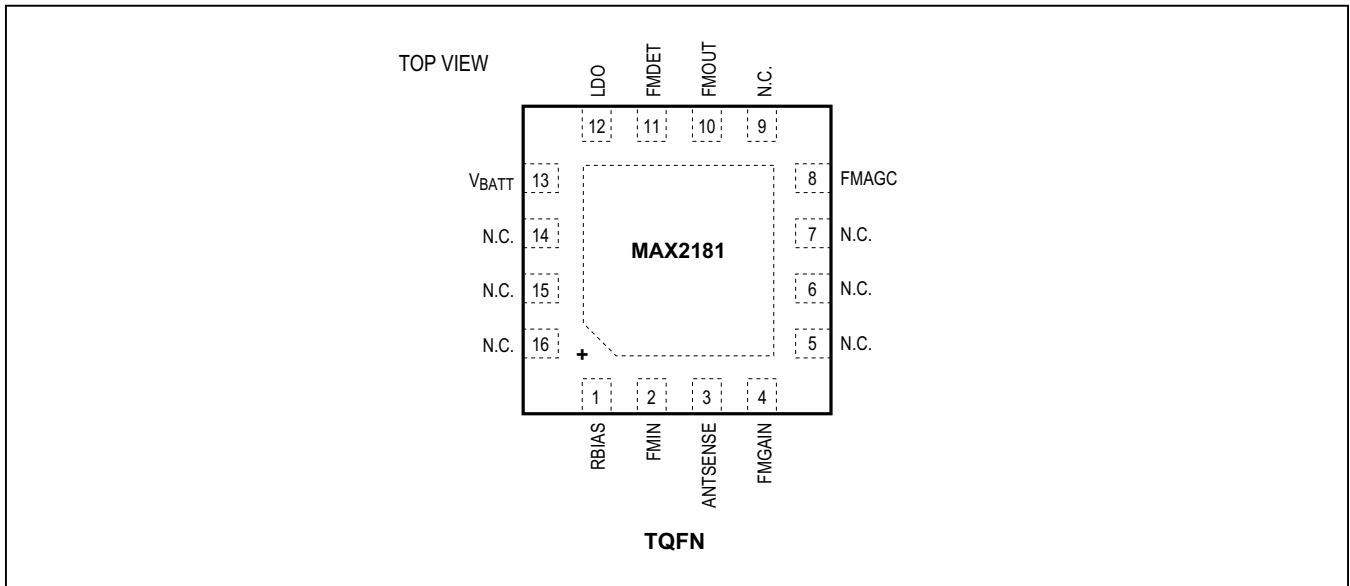 TOP VIEW
LDO
FMDET
FMOUT
N.C.
12
11
10
9
VBATT 13
8 FMAGC
N.C. 14
7 N.C.
MAX2181
N.C. 15
6 N.C.
N.C. 16
5 N.C.
+
1
2
3
4
RBIAS
FMIN
ANTSENSE
FMGAIN
TQFN